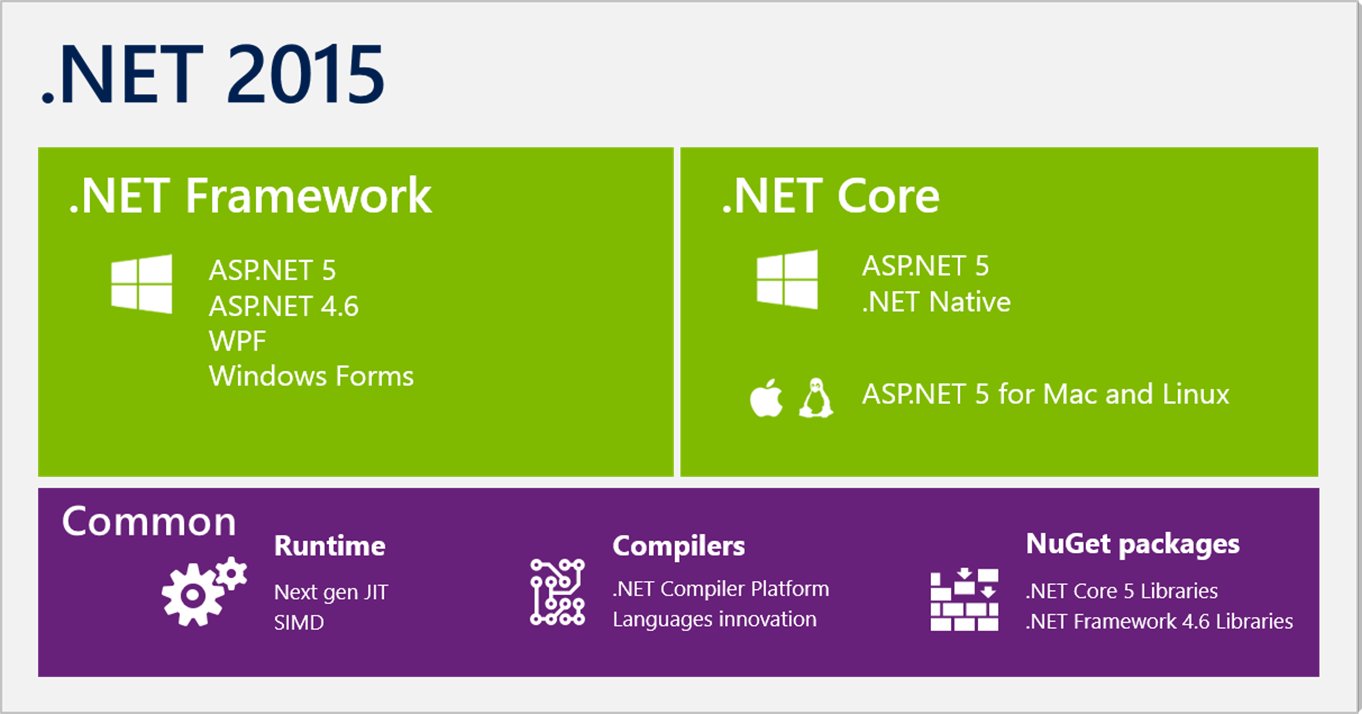 .NET 2015
.NET Framework
ASP.NET 5
ASP.NET 4.6
WPF
Windows Forms
.NET Core
ASP.NET 5
.NET Native
ASP.NET 5 for Mac and Linux
Common
Runtime
Next gen JIT
SIMD
Compilers
.NET Compiler Platform
Languages innovation
NuGet packages
.NET Core 5 Libraries
.NET Framework 4.6 Libraries